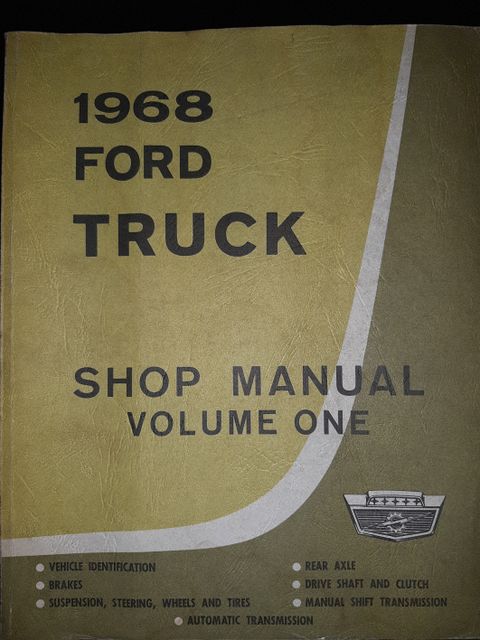 1968
FORD
TRUCK
SHOP MANUAL
VOLUME ONE
● VEHICLE IDENTIFICATION
● BRAKES
● SUSPENSION, STEERING, WHEELS AND TIRES
● REAR AXLE
● DRIVE SHAFT AND CLUTCH
● MANUAL SHIFT TRANSMISSION
● AUTOMATIC TRANSMISSION